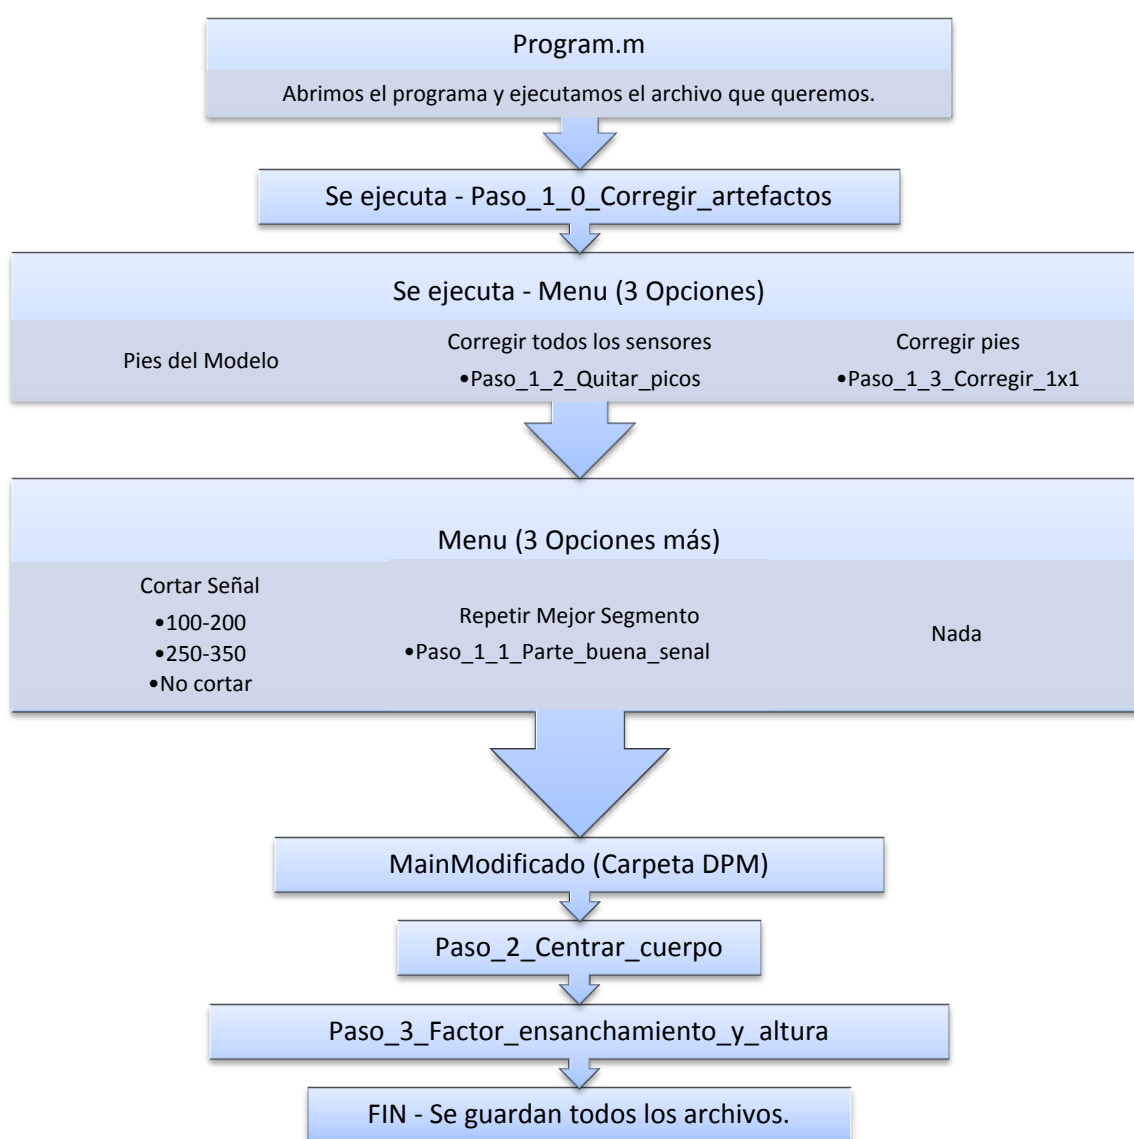 Program.m
Abrimos el programa y ejecutamos el archivo que queremos.
Se ejecuta - Paso_1_0_Corregir_artefactos
Se ejecuta - Menu (3 Opciones)
Pies del Modelo
Corregir todos los sensores
•Paso_1_2_Quitar_picos
Corregir pies
•Paso_1_3_Corregir_1x1
Menu (3 Opciones más)
Cortar Señal
•100-200
•250-350
•No cortar
Repetir Mejor Segmento
•Paso_1_1_Parte_buena_senal
Nada
MainModificado (Carpeta DPM)
Paso_2_Centrar_cuerpo
Paso_3_Factor_ensanchamiento_y_altura
FIN - Se guardan todos los archivos.